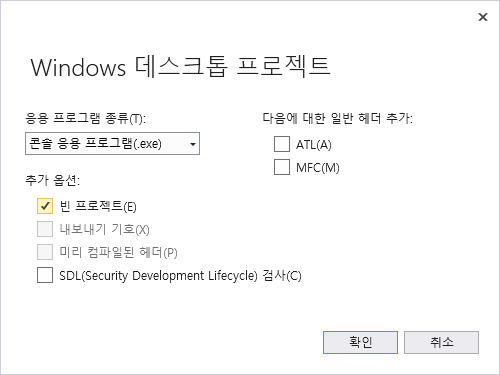 Windows 데스크톱 프로젝트
응용 프로그램 종류(T):
콘솔 응용 프로그램(.exe)
추가 옵션:
빈 프로젝트(E)
내보내기 기호(X)
미리 컴파일된 헤더(P)
SDL(Security Development Lifecycle) 검사(C)
다음에 대한 일반 헤더 추가:
ATL(A)
MFC(M)
확인
취소